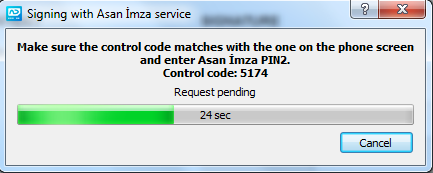 Signing with Asan İmza service
Make sure the control code matches with the one on the phone screen
and enter Asan İmza PIN2.
Control code: 5174
Request pending
24 sec
Cancel